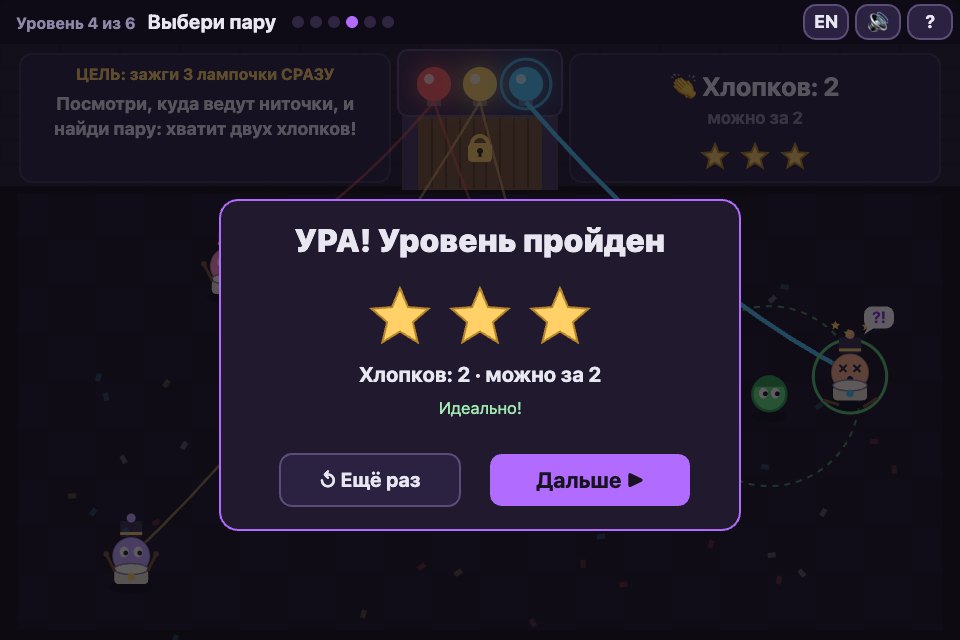 Уровень 4 из 6 Выбери пару
EN
?
ЦЕЛЬ: зажги 3 лампочки СРАЗУ
Посмотри, куда ведут ниточки, и
найди пару: хватит двух хлопков!
Хлопков: 2
можно за 2
УРА! Уровень пройден
Хлопков: 2 · можно за 2
Идеально!
Ещё раз
Дальше
?!